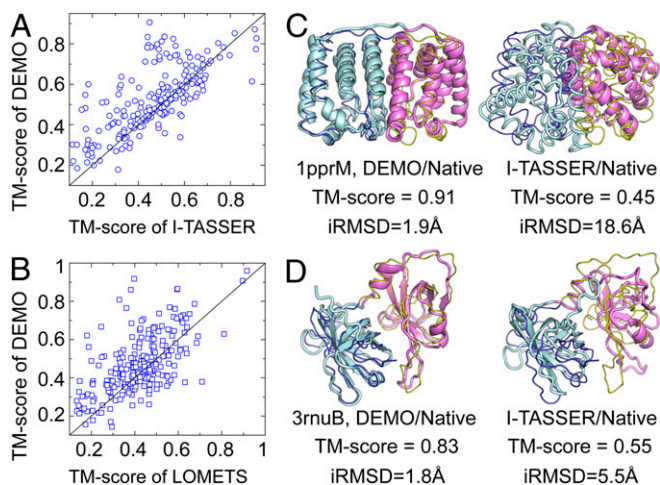 A
TM-score of DEMO
0.8
0.6
0.4
0.2
0.2 0.4 0.6 0.8
TM-score of I-TASSER
B
TM-score of DEMO
1
0.8
0.6
0.4
0.2
0.2 0.4 0.6 0.8 1
TM-score of LOMETS
C
1pprM, DEMO/Native
TM-score = 0.91
iRMSD=1.9Å
I-TASSER/Native
TM-score = 0.45
iRMSD=18.6Å
D
3rnuB, DEMO/Native
TM-score = 0.83
iRMSD=1.8Å
I-TASSER/Native
TM-score = 0.55
iRMSD=5.5Å